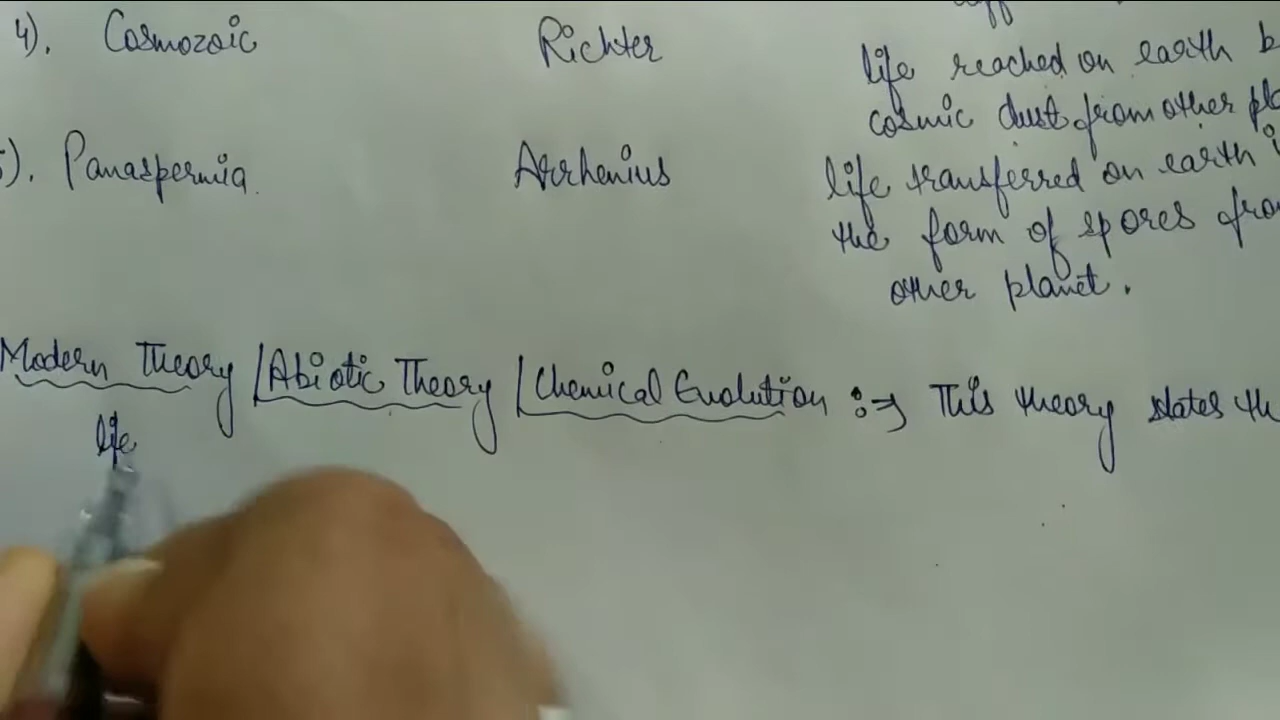 4). Cosmozoic Richter life reached on earth b
cosmic dust from other pla
5). Panaspermia. Arrhenius life transferred on earth i
the form of spores fro
other planet.
Modern Theory / Abiotic Theory / Chemical Evolution :⇒ This theory states th
life